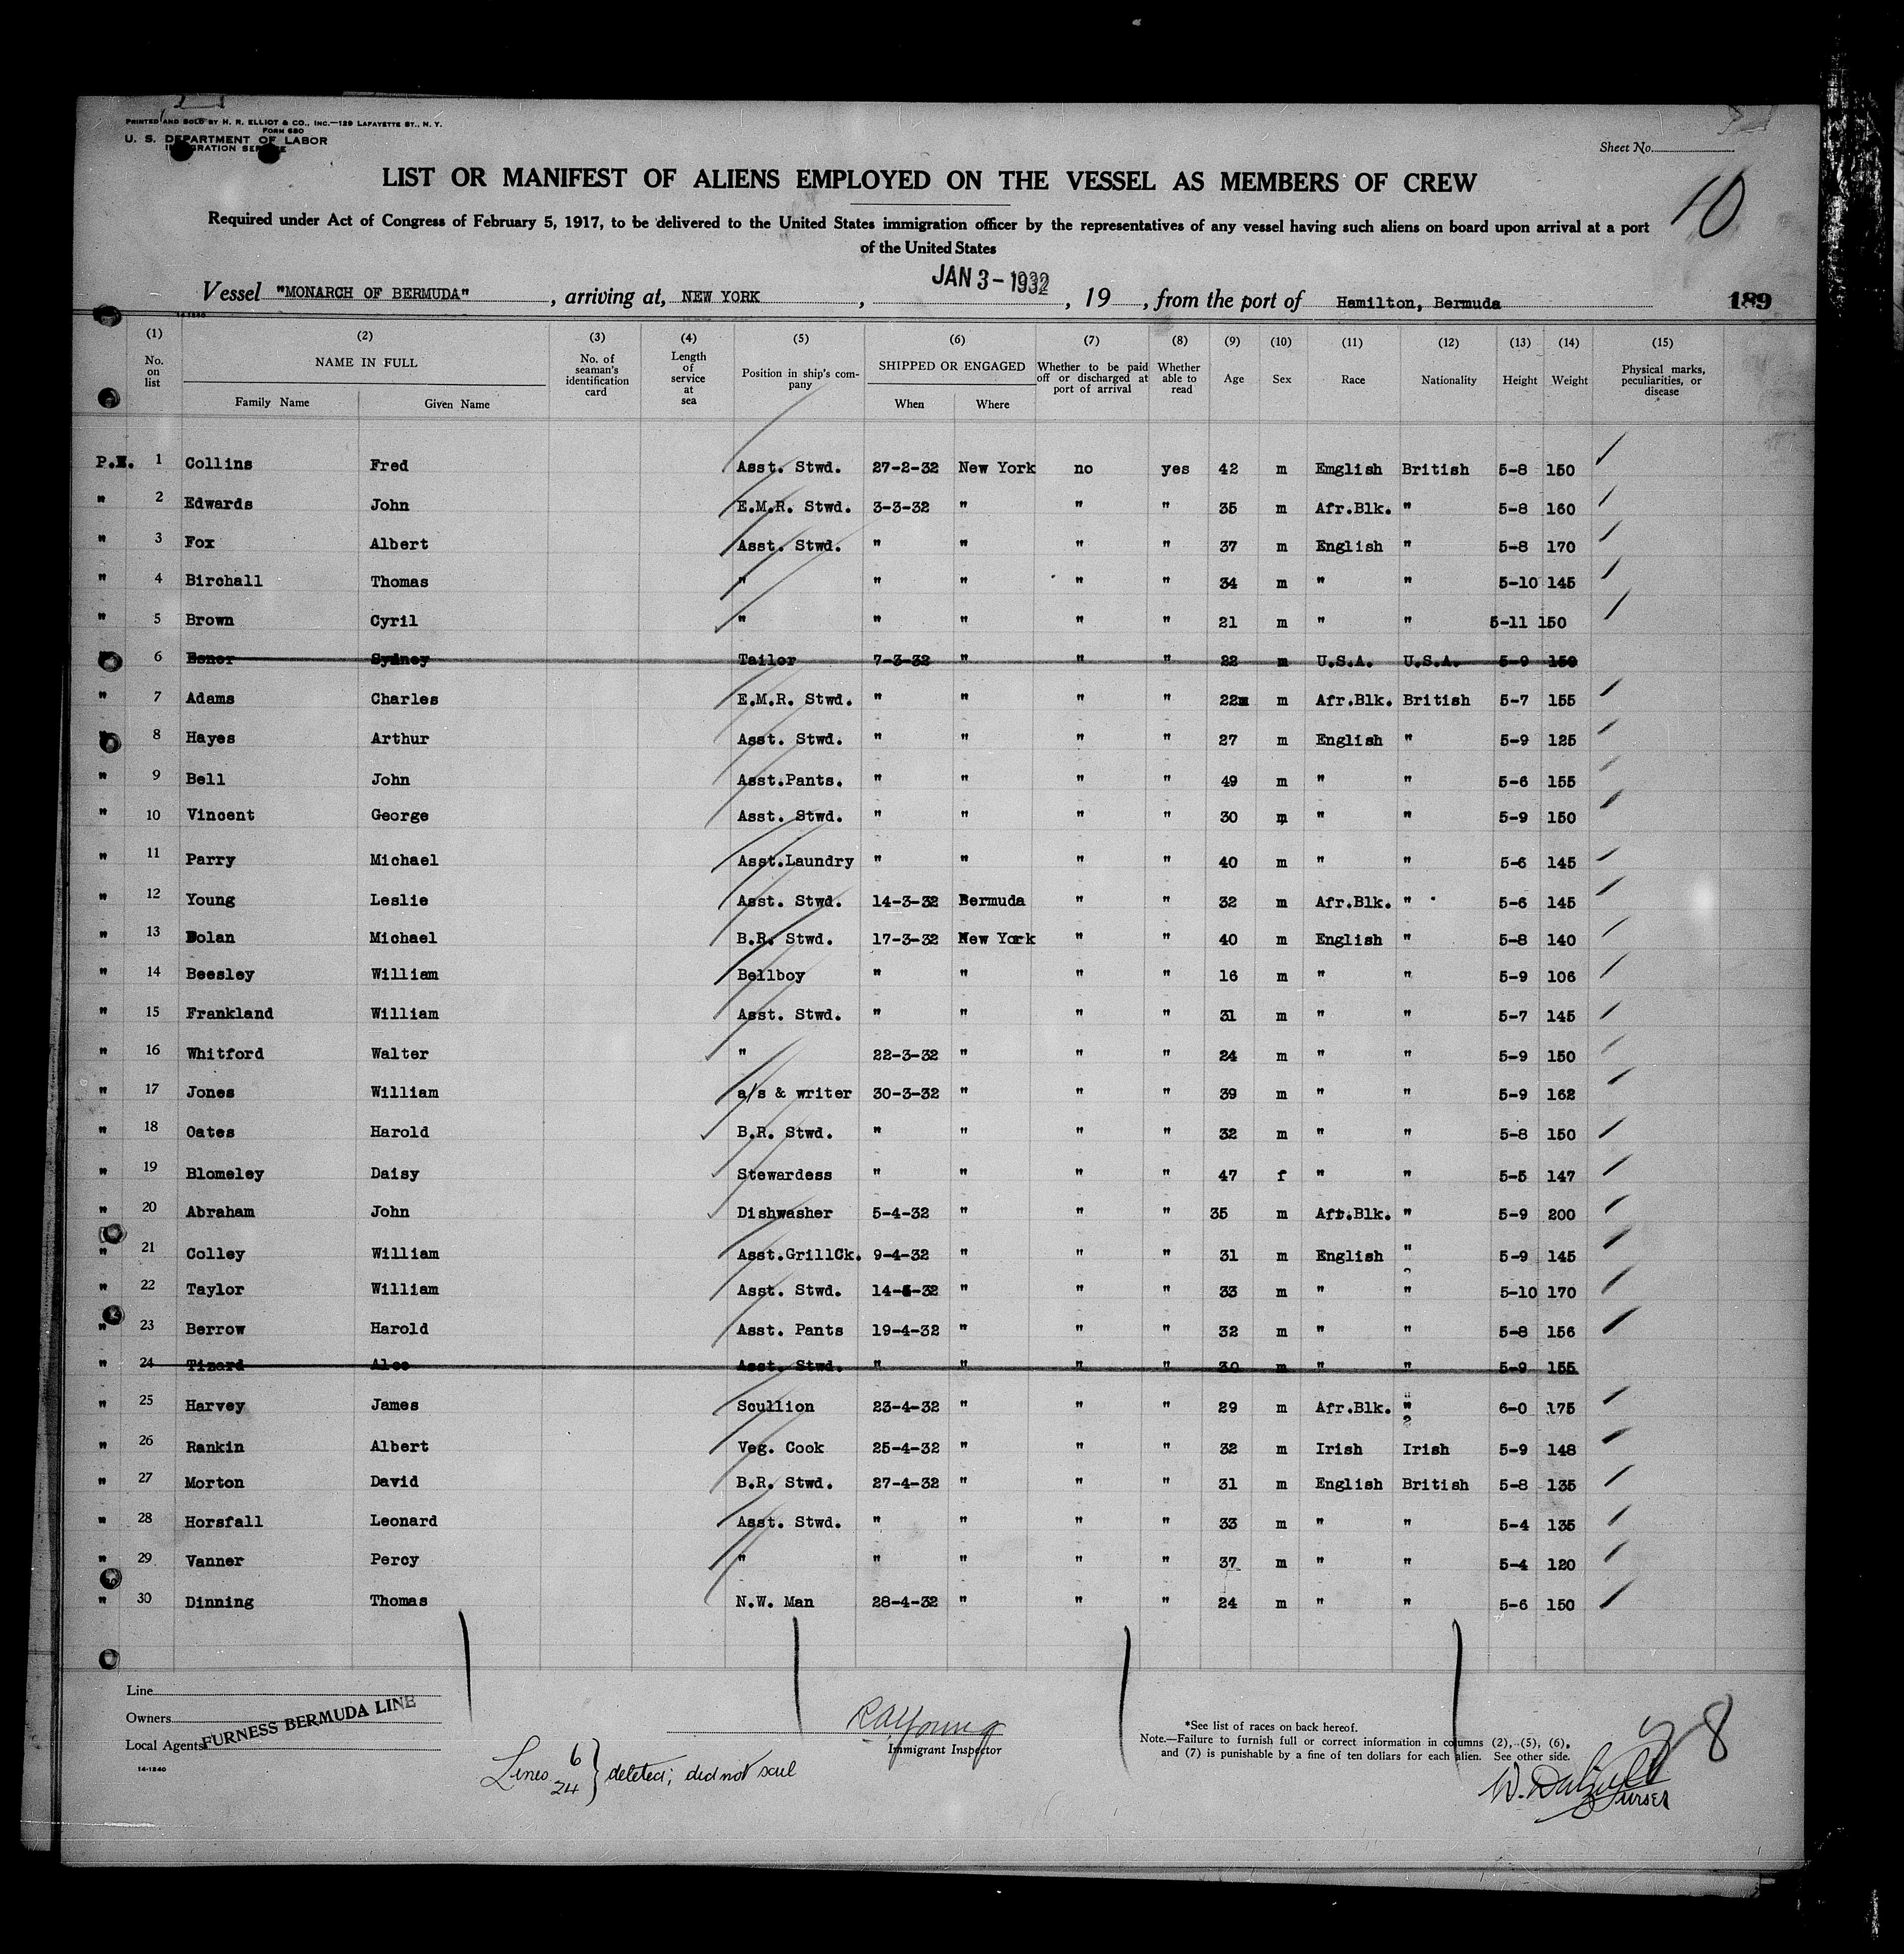 PRINTED AND SOLD BY H. R. ELLIOT & CO., INC.—129 LAFAYETTE ST., N. Y.
FORM 680
U. S. DEPARTMENT OF LABOR
IMMIGRATION SERVICE
Sheet No.
10
LIST OR MANIFEST OF ALIENS EMPLOYED ON THE VESSEL AS MEMBERS OF CREW
Required under Act of Congress of February 5, 1917, to be delivered to the United States immigration officer by the representatives of any vessel having such aliens on board upon arrival at a port
of the United States
Vessel "MONARCH OF BERMUDA", arriving at, NEW YORK, JAN 3-1932, 19, from the port of Hamilton, Bermuda 189
14-1240
(1) (2) (3) (4) (5) (6) (7) (8) (9) (10) (11) (12) (13) (14) (15)
No. on list NAME IN FULL Family Name Given Name No. of seaman's identification card Length of service at sea Position in ship's company SHIPPED OR ENGAGED When Where Whether to be paid off or discharged at port of arrival Whether able to read Age Sex Race Nationality Height Weight Physical marks, peculiarities, or disease
P.E. 1 Collins Fred Asst. Stwd. 27-2-32 New York no yes 42 m Emglish British 5-8 150
" 2 Edwards John E.M.R. Stwd. 3-3-32 " " " 35 m Afr.Blk. " 5-8 160
" 3 Fox Albert Asst. Stwd. " " " " 37 m English " 5-8 170
" 4 Birchall Thomas " " " " " 34 m " " 5-10 145
" 5 Brown Cyril " " " " " 21 m " " 5-11 150
" 6 Esner Sydney Tailor 7-3-32 " " " 22 m U.S.A. U.S.A. 5-9 150
" 7 Adams Charles E.M.R. Stwd. " " " " 22m m Afr.Blk. British 5-7 155
" 8 Hayes Arthur Asst. Stwd. " " " " 27 m English " 5-9 125
" 9 Bell John Asst.Pants. " " " " 49 m " " 5-6 155
" 10 Vincent George Asst. Stwd. " " " " 30 m " " 5-9 150
" 11 Parry Michael Asst.Laundry " " " " 40 m " " 5-6 145
" 12 Young Leslie Asst. Stwd. 14-3-32 Bermuda " " 32 m Afr.Blk. " 5-6 145
" 13 Dolan Michael B.R. Stwd. 17-3-32 New York " " 40 m English " 5-8 140
" 14 Beesley William Bellboy " " " " 16 m " " 5-9 106
" 15 Frankland William Asst. Stwd. " " " " 31 m " " 5-7 145
" 16 Whitford Walter " 22-3-32 " " " 24 m " " 5-9 150
" 17 Jones William a/s & writer 30-3-32 " " " 39 m " " 5-9 162
" 18 Oates Harold B.R. Stwd. " " " " 32 m " " 5-8 150
" 19 Blomeley Daisy Stewardess " " " " 47 f " " 5-5 147
" 20 Abraham John Dishwasher 5-4-32 " " " 35 m Afr.Blk. " 5-9 200
" 21 Colley William Asst.GrillCk. 9-4-32 " " " 31 m English " 5-9 145
" 22 Taylor William Asst. Stwd. 14-4-32 " " " 33 m " " 5-10 170
" 23 Berrow Harold Asst. Pants 19-4-32 " " " 32 m " " 5-8 156
" 24 Tizard Alec Asst. Stwd. " " " " 30 m " " 5-9 155
" 25 Harvey James Scullion 23-4-32 " " " 29 m Afr.Blk. " 6-0 175
" 26 Rankin Albert Veg. Cook 25-4-32 " " " 32 m Irish Irish 5-9 148
" 27 Morton David B.R. Stwd. 27-4-32 " " " 31 m English British 5-8 135
" 28 Horsfall Leonard Asst. Stwd. " " " " 33 m " " 5-4 135
" 29 Vanner Percy " " " " " 37 m " " 5-4 120
" 30 Dinning Thomas N.W. Man 28-4-32 " " " 24 m " " 5-6 150
Line
Owners
Local Agents
FURNESS BERMUDA LINE
14-1240
RAYoung
Immigrant Inspector
Lines 6 24 } deleted; did not sail
*See list of races on back hereof.
Note.—Failure to furnish full or correct information in columns (2), (5), (6),
and (7) is punishable by a fine of ten dollars for each alien. See other side.
28
Purser